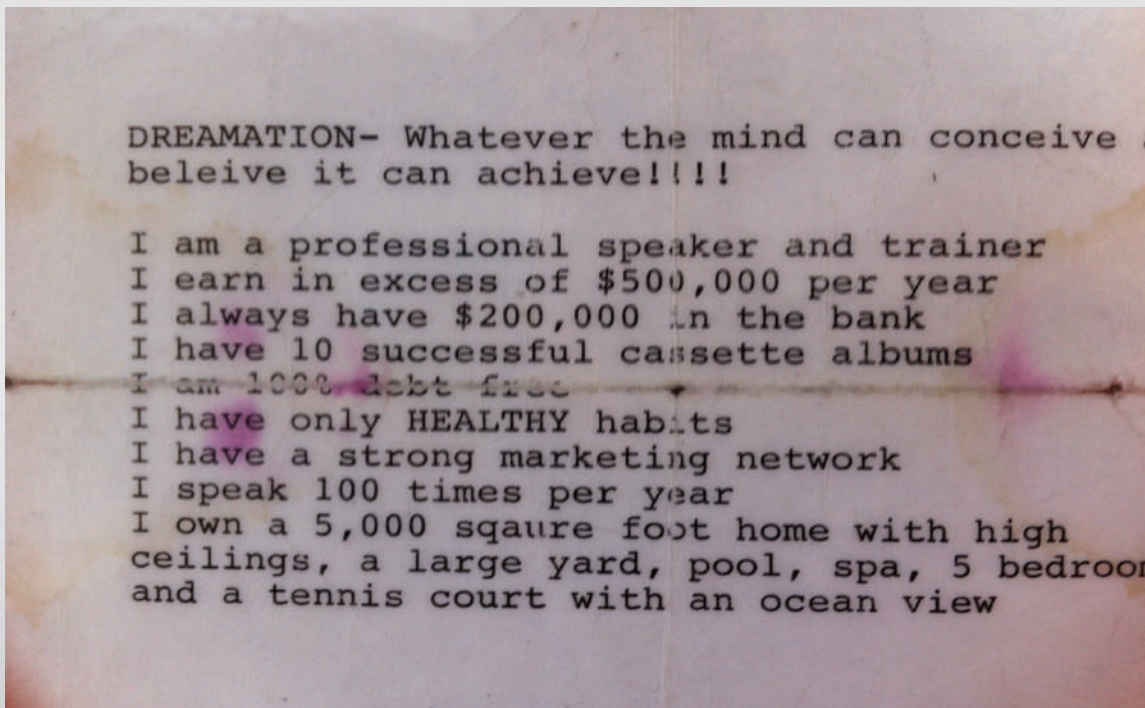 DREAMATION- Whatever the mind can conceive
beleive it can achieve!!!!
I am a professional speaker and trainer
I earn in excess of $500,000 per year
I always have $200,000 in the bank
I have 10 successful cassette albums
I am 100% debt free
I have only HEALTHY habits
I have a strong marketing network
I speak 100 times per year
I own a 5,000 sqaure foot home with high
ceilings, a large yard, pool, spa, 5 bedroom
and a tennis court with an ocean view